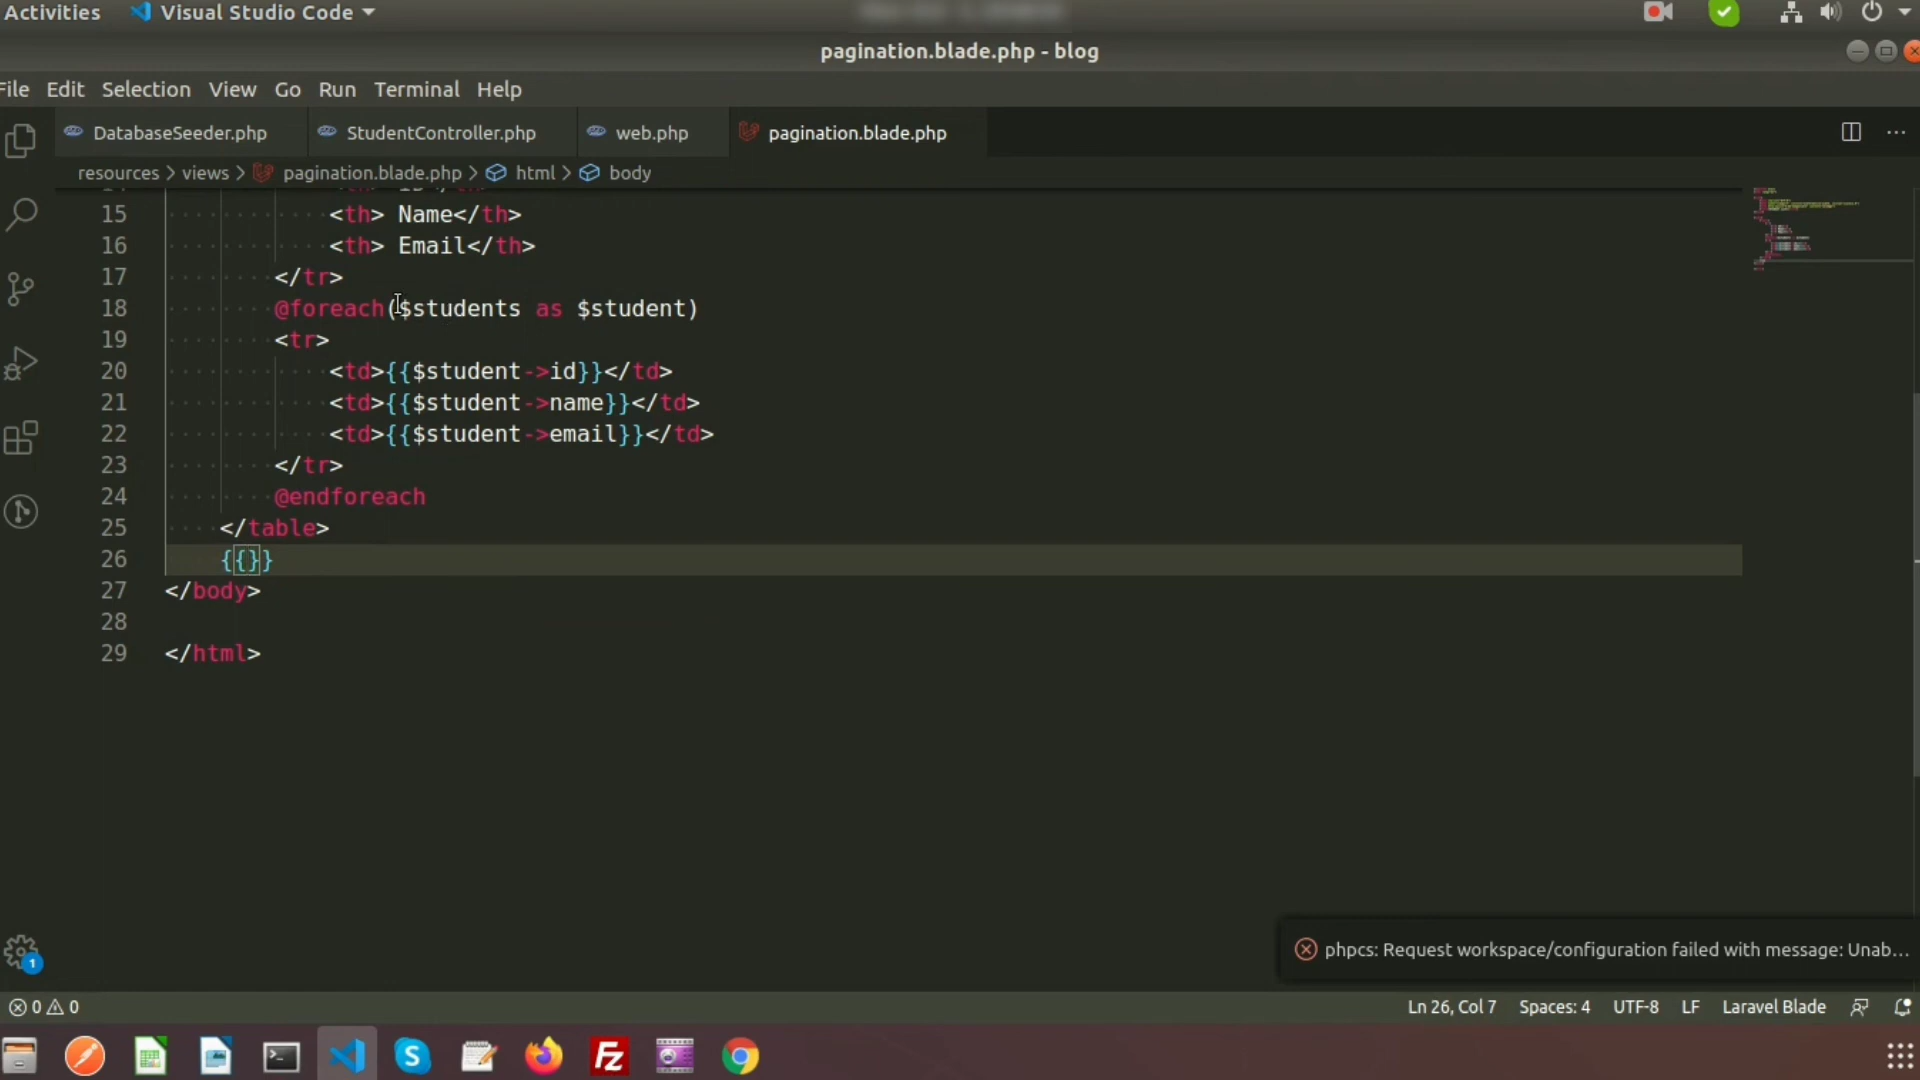 Activities Visual Studio Code
pagination.blade.php - blog
File Edit Selection View Go Run Terminal Help
DatabaseSeeder.php StudentController.php web.php pagination.blade.php
resources > views > pagination.blade.php > html > body
15 <th> Name</th>
16 <th> Email</th>
17 </tr>
18 @foreach($students as $student)
19 <tr>
20 <td>{{$student->id}}</td>
21 <td>{{$student->name}}</td>
22 <td>{{$student->email}}</td>
23 </tr>
24 @endforeach
25 </table>
26 {{}}
27 </body>
28
29 </html>
phpcs: Request workspace/configuration failed with message: Unab...
1
0 0 Ln 26, Col 7 Spaces: 4 UTF-8 LF Laravel Blade